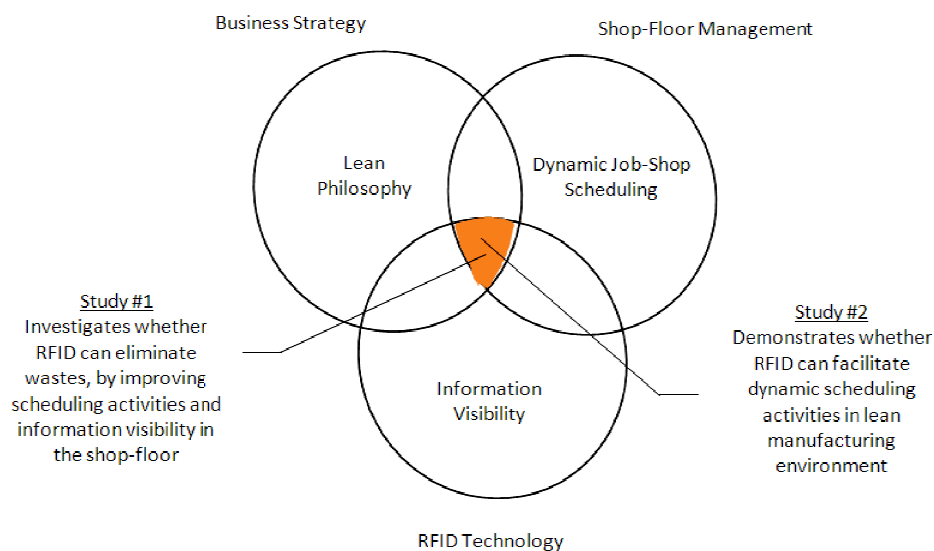 Business Strategy
Shop-Floor Management
Lean
Philosophy
Dynamic Job-Shop
Scheduling
Study #1
Investigates whether
RFID can eliminate
wastes, by improving
scheduling activities and
information visibility in
the shop-floor
Study #2
Demonstrates whether
RFID can facilitate
dynamic scheduling
activities in lean
manufacturing
environment
Information
Visibility
RFID Technology